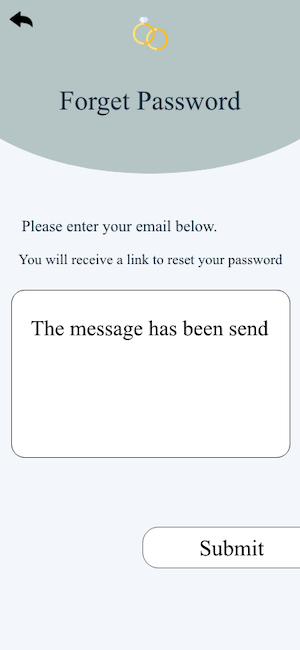 Forget Password
Please enter your email below.
You will receive a link to reset your password
The message has been send
Submit